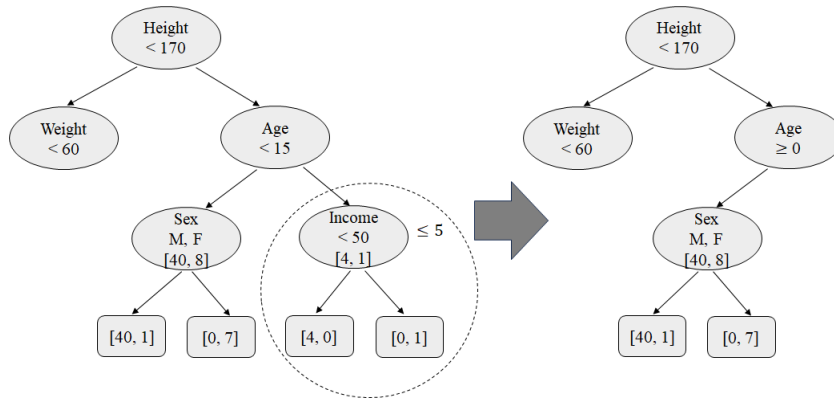 Height
< 170
Weight
< 60
Age
< 15
Sex
M, F
[40, 8]
Income
< 50
[4, 1]
≤ 5
[40, 1]
[0, 7]
[4, 0]
[0, 1]
Height
< 170
Weight
< 60
Age
≥ 0
Sex
M, F
[40, 8]
[40, 1]
[0, 7]